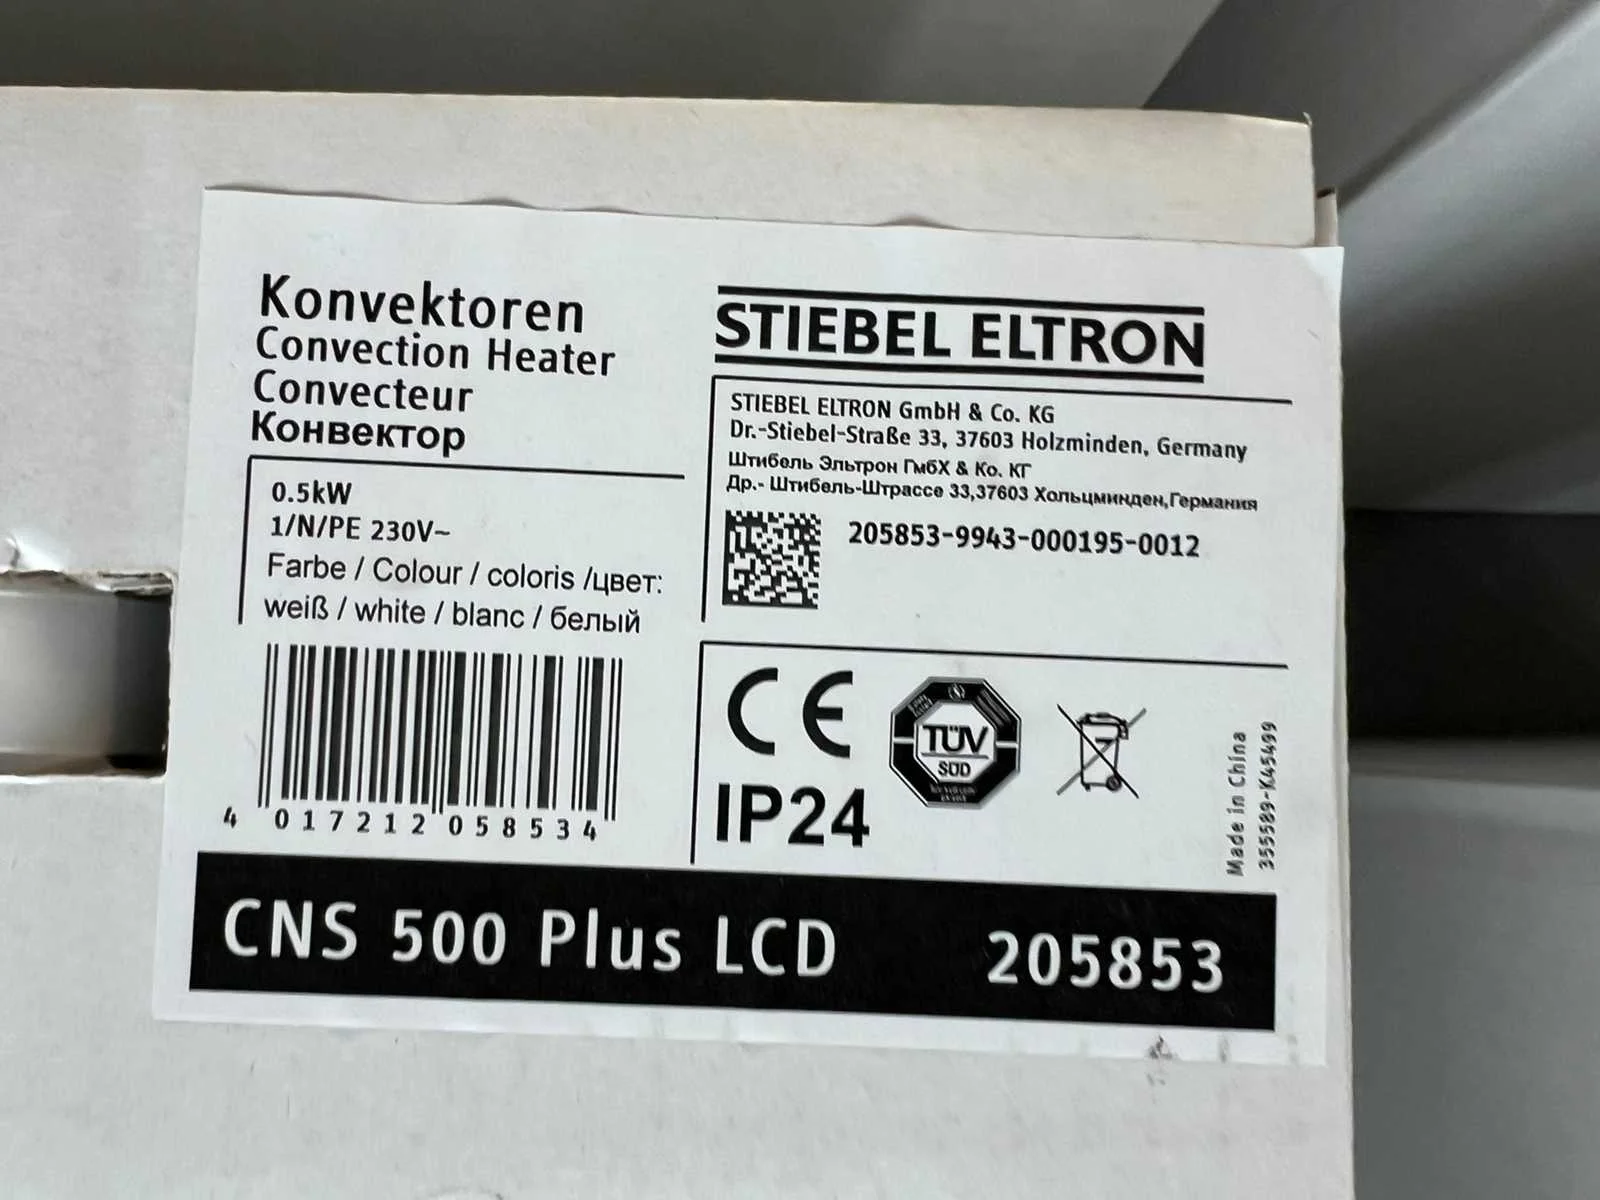 Konvektoren
Convection Heater
Convecteur
Конвектор
0.5kW
1/N/PE 230V~
Farbe / Colour / coloris /цвет:
weiß / white / blanc / белый
4 017212 058534
STIEBEL ELTRON
STIEBEL ELTRON GmbH & Co. KG
Dr.-Stiebel-Straße 33, 37603 Holzminden, Germany
Штибель Эльтрон ГмбХ & Ко. КГ
Др.- Штибель-Штрассе 33,37603 Хольцминден,Германия
205853-9943-000195-0012
CE
TÜV
SÜD
IP24
Made in China
355589-K45499
CNS 500 Plus LCD 205853